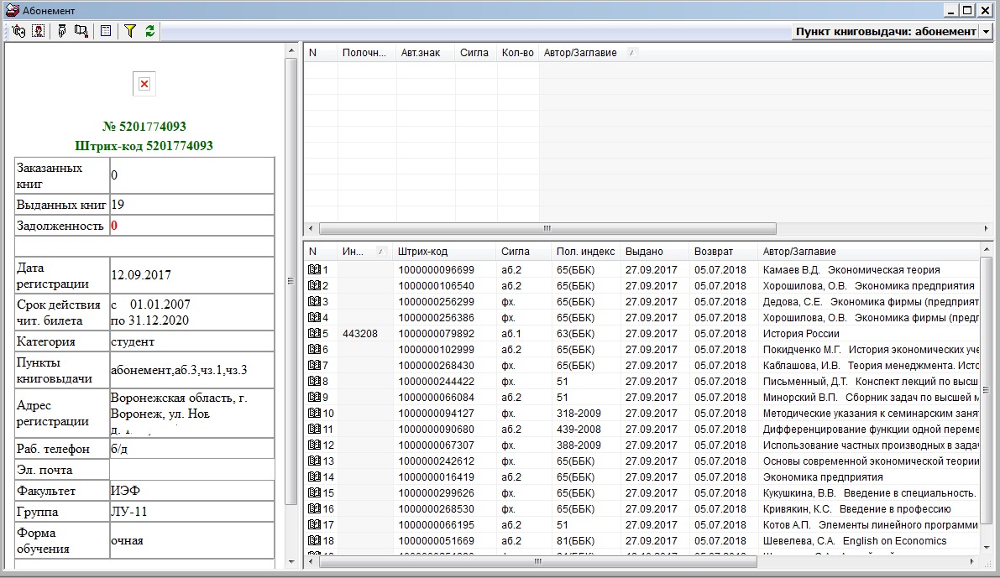 Абонемент
Пункт книговыдачи: абонемент
№ 5201774093
Штрих-код 5201774093
Заказанных книг 0
Выданных книг 19
Задолженность 0
Дата регистрации 12.09.2017
Срок действия чит. билета с 01.01.2007 по 31.12.2020
Категория студент
Пункты книговыдачи абонемент,аб.3,чз.1,чз.3
Адрес регистрации Воронежская область, г. Воронеж, ул. Нов
Раб. телефон б/д
Эл. почта
Факультет ИЭФ
Группа ЛУ-11
Форма обучения очная
N Полочн... Авт.знак Сигла Кол-во Автор/Заглавие
N Ин... Штрих-код Сигла Пол. индекс Выдано Возврат Автор/Заглавие
1 1000000096699 аб.2 65(ББК) 27.09.2017 05.07.2018 Камаев В.Д. Экономическая теория
2 1000000106540 аб.2 65(ББК) 27.09.2017 05.07.2018 Хорошилова, О.В. Экономика предприятия
3 1000000256299 фх. 65(ББК) 27.09.2017 05.07.2018 Дедова, С.Е. Экономика фирмы (предприят
4 1000000256386 фх. 65(ББК) 27.09.2017 05.07.2018 Хорошилова, О.В. Экономика фирмы (предг
5 443208 1000000079892 аб.1 63(ББК) 27.09.2017 05.07.2018 История России
6 1000000102999 аб.2 65(ББК) 27.09.2017 05.07.2018 Покидченко М.Г. История экономических уче
7 1000000268430 фх. 65(ББК) 27.09.2017 05.07.2018 Каблашова, И.В. Теория менеджмента. Исто
8 1000000244422 фх. 51 27.09.2017 05.07.2018 Письменный, Д.Т. Конспект лекций по высш
9 1000000066084 аб.2 51 27.09.2017 05.07.2018 Минорский В.П. Сборник задач по высшей м
10 1000000094127 фх. 318-2009 27.09.2017 05.07.2018 Методические указания к семинарским заня
11 1000000090680 аб.2 439-2008 27.09.2017 05.07.2018 Дифференцирование функции одной переме
12 1000000067307 фх. 388-2009 27.09.2017 05.07.2018 Использование частных производных в задач
13 1000000242612 фх. 65(ББК) 27.09.2017 05.07.2018 Основы современной экономической теории
14 1000000016419 аб.2 65(ББК) 27.09.2017 05.07.2018 Экономика предприятия
15 1000000299626 фх. 65(ББК) 27.09.2017 05.07.2018 Кукушкина, В.В. Введение в специальность.
16 1000000268530 фх. 65(ББК) 27.09.2017 05.07.2018 Кривякин, К.С. Введение в профессию
17 1000000066195 аб.2 51 27.09.2017 05.07.2018 Котов А.П. Элементы линейного программи
18 1000000051669 аб.2 81(ББК) 27.09.2017 05.07.2018 Шевелева, С.А. English on Economics